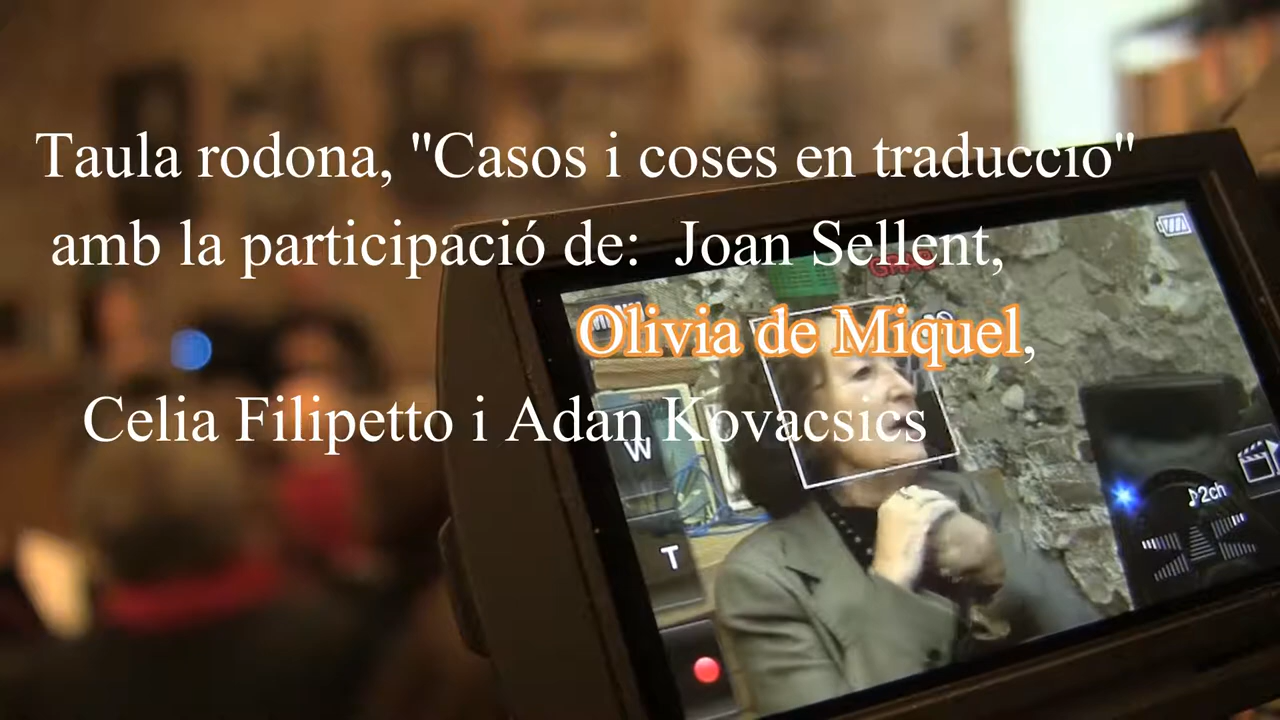 Taula rodona, "Casos i coses en traduccio"
amb la participació de:  Joan Sellent,
Olivia de Miquel,
Celia Filipetto i Adan Kovacsics
W
T
2ch